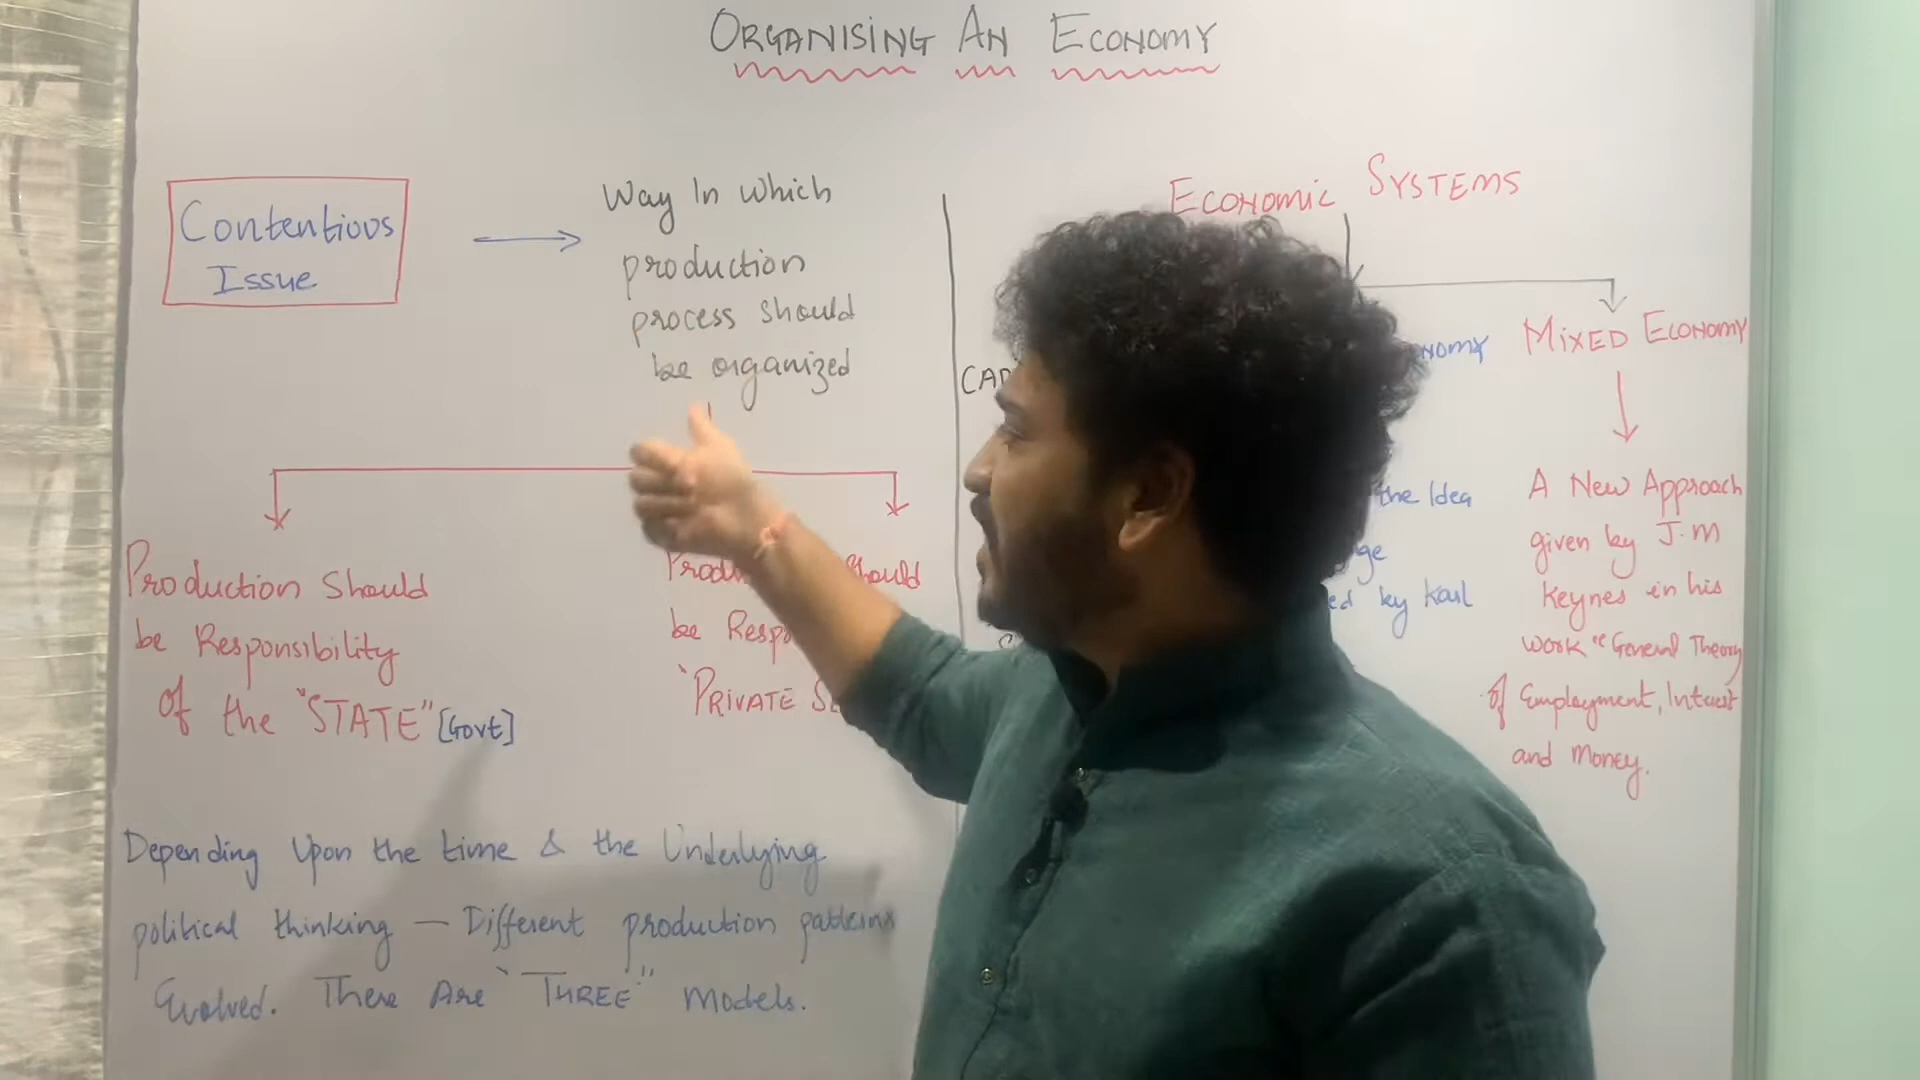 ORGANISING AN ECONOMY
Contentious
Issue
Way In Which
production
process should
be organized
Production Should
be Responsibility
of the "STATE" [Govt]
should
be
"PRIVATE
Depending Upon the time & the Underlying
political thinking — Different production patterns
Evolved. There Are "THREE" Models.
ECONOMIC SYSTEMS
MIXED ECONOMY
the Idea
by Karl
A New Approach
given by J.M
Keynes in his
work "General Theory
of Employment, Interest
and Money.